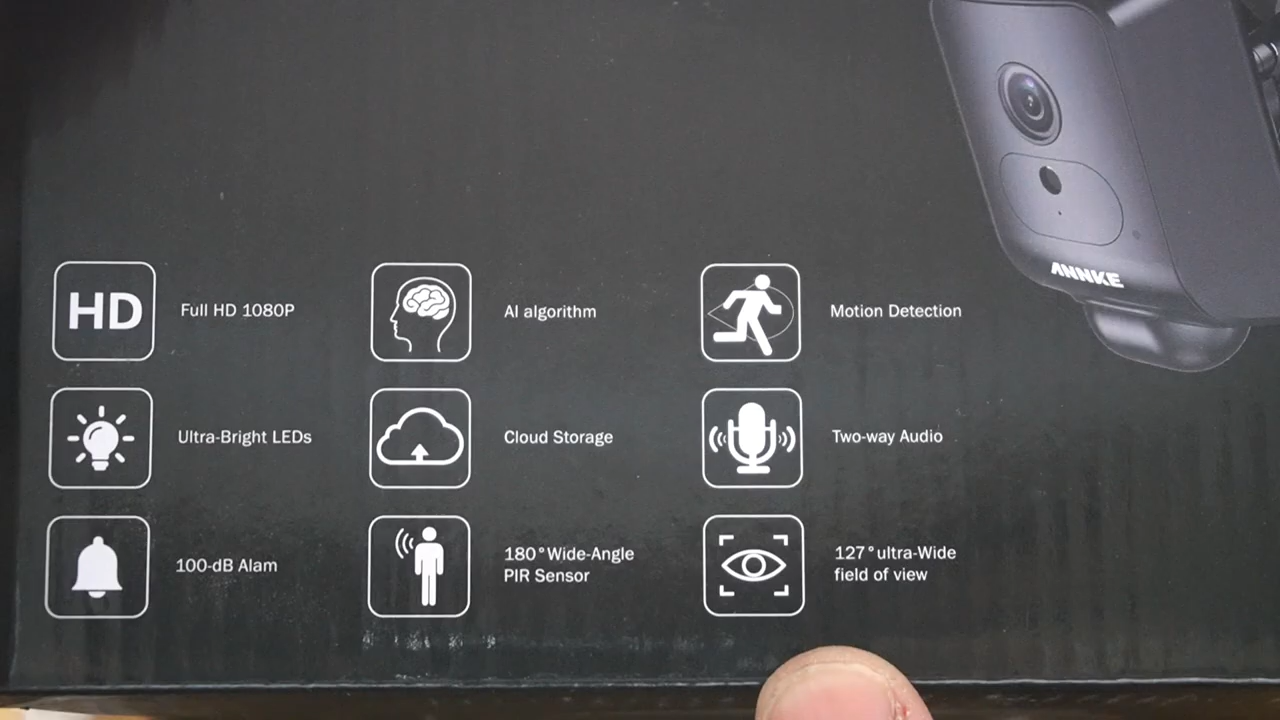 ANNKE
HD
Full HD 1080P
AI algorithm
Motion Detection
Ultra-Bright LEDs
Cloud Storage
Two-way Audio
100-dB Alam
180°Wide-Angle
PIR Sensor
127°ultra-Wide
field of view